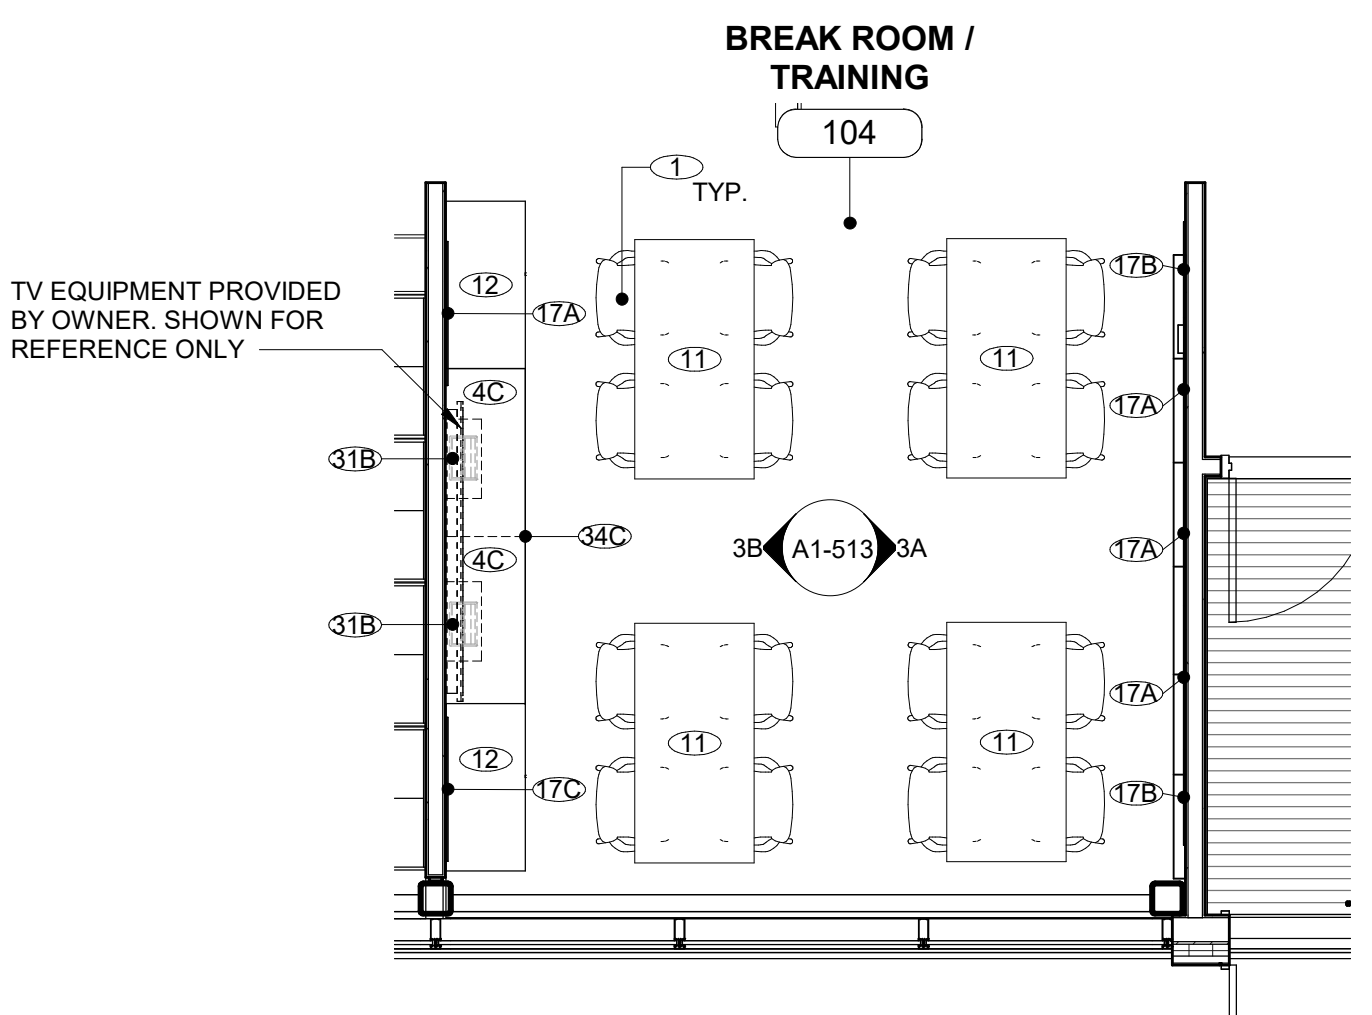 BREAK ROOM /
TRAINING
104
1
TYP.
TV EQUIPMENT PROVIDED
BY OWNER. SHOWN FOR
REFERENCE ONLY
12
17A
4C
31B
34C
4C
31B
12
17C
11
11
3B
A1-513
3A
11
11
17B
17A
17A
17A
17B